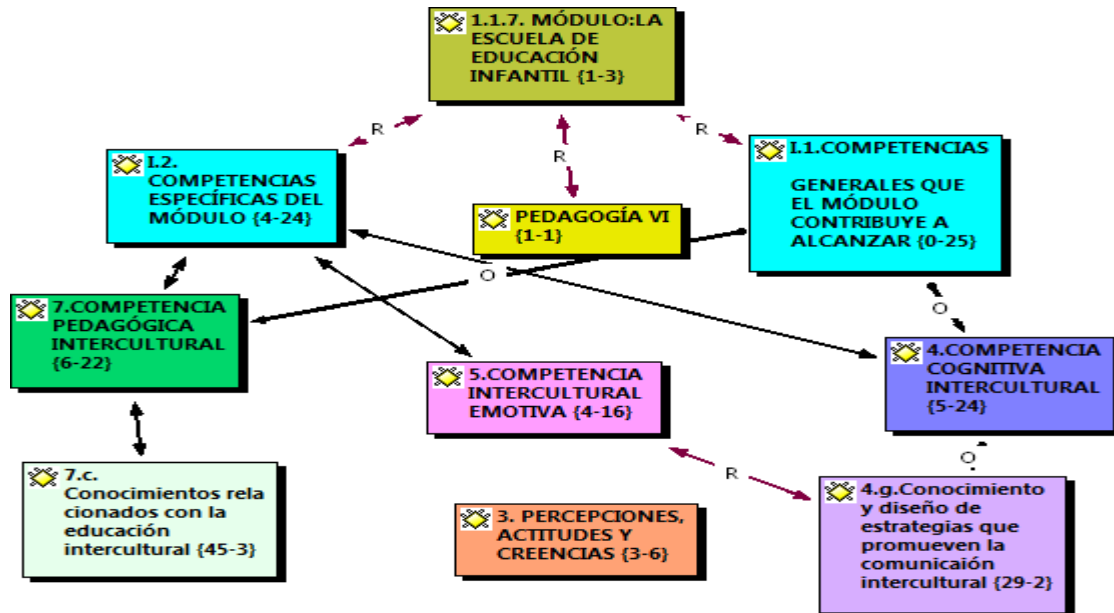 1.1.7. MÓDULO:LA
ESCUELA DE
EDUCACIÓN
INFANTIL {1-3}
R
R
R
I.2.
COMPETENCIAS
ESPECÍFICAS DEL
MÓDULO {4-24}
PEDAGOGÍA VI
{1-1}
I.1.COMPETENCIAS
GENERALES QUE
EL MÓDULO
CONTRIBUYE A
ALCANZAR {0-25}
O
O
7.COMPETENCIA
PEDAGÓGICA
INTERCULTURAL
{6-22}
5.COMPETENCIA
INTERCULTURAL
EMOTIVA {4-16}
4.COMPETENCIA
COGNITIVA
INTERCULTURAL
{5-24}
O
R
7.c.
Conocimientos rela
cionados con la
educación
intercultural {45-3}
3. PERCEPCIONES,
ACTITUDES Y
CREENCIAS {3-6}
4.g.Conocimiento
y diseño de
estrategias que
promueven la
comunicaión
intercultural {29-2}